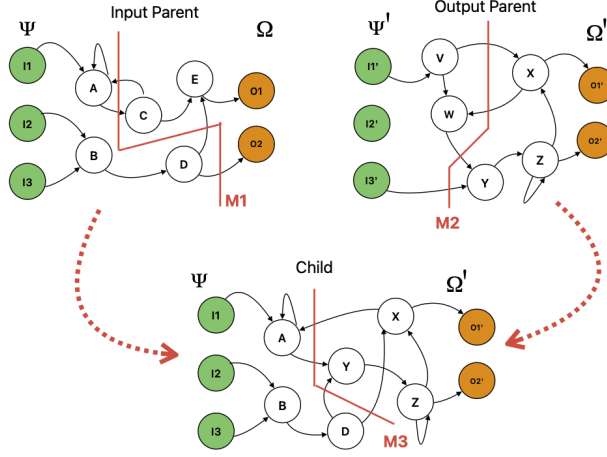 Input Parent
Ψ
Ω
I1
I2
I3
A
B
C
D
E
O1
O2
M1
Output Parent
Ψ'
Ω'
I1'
I2'
I3'
V
W
X
Y
Z
O1'
O2'
M2
Child
Ψ
Ω'
I1
I2
I3
A
B
X
Y
Z
D
O1'
O2'
M3